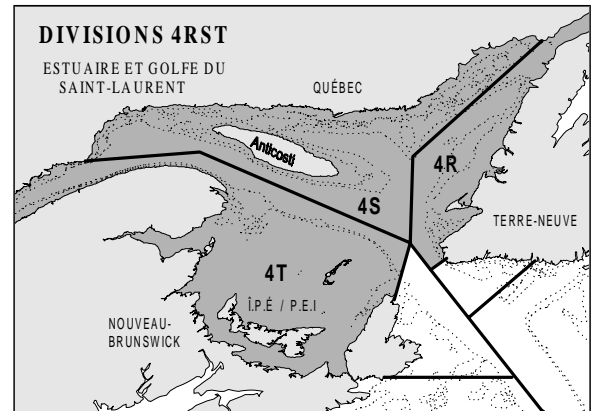 DIVISIONS 4RST
ESTUAIRE ET GOLFE DU
SAINT-LAURENT
QUÉBEC
Anticosti
4R
4S
TERRE-NEUVE
4T
Î.P.É / P.E.I
NOUVEAU-
BRUNSWICK